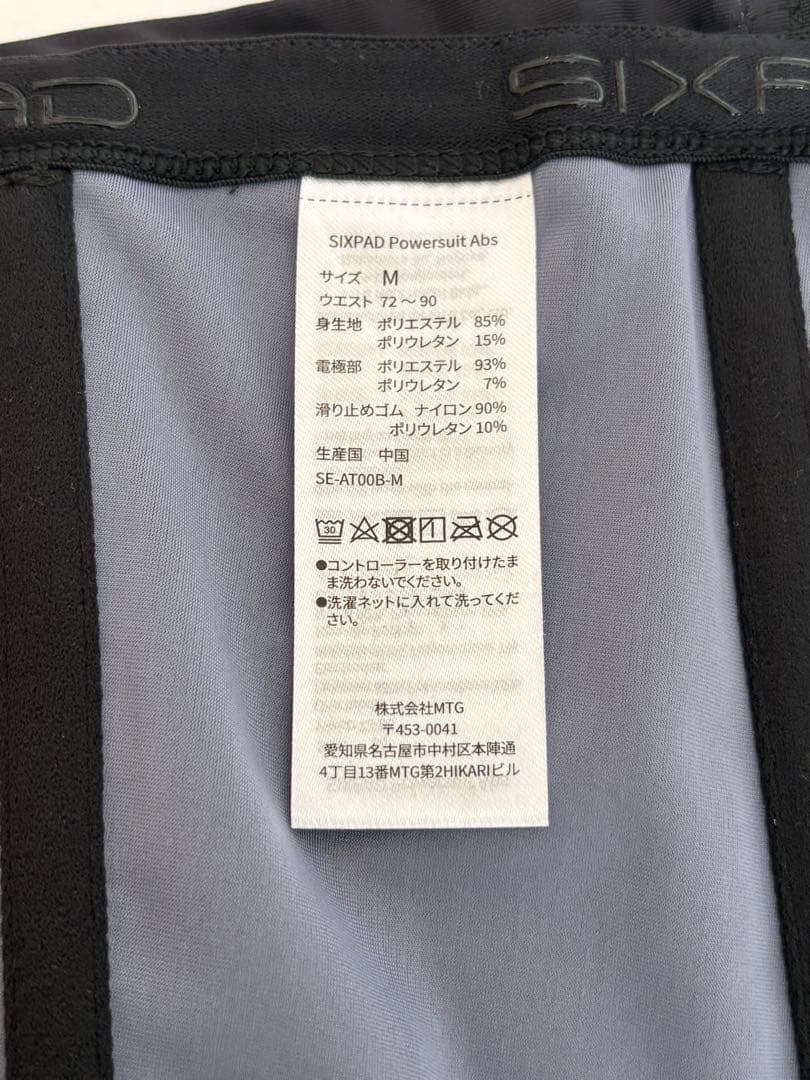 AD SIXPA
SIXPAD Powersuit Abs
サイズ M
ウエスト 72～90
身生地 ポリエステル 85%
ポリウレタン 15%
電極部 ポリエステル 93%
ポリウレタン 7%
滑り止めゴム ナイロン 90%
ポリウレタン 10%
生産国 中国
SE-AT00B-M
30
●コントローラーを取り付けたま
ま洗わないでください。
●洗濯ネットに入れて洗ってくだ
さい。
株式会社MTG
〒453-0041
愛知県名古屋市中村区本陣通
4丁目13番MTG第2HIKARIビル